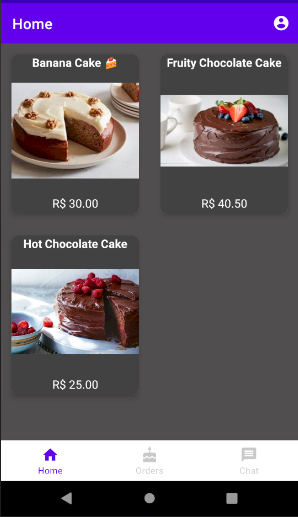 Home
Banana Cake 🍰
Fruity Chocolate Cake
R$ 30.00
R$ 40.50
Hot Chocolate Cake
R$ 25.00
Home
Orders
Chat